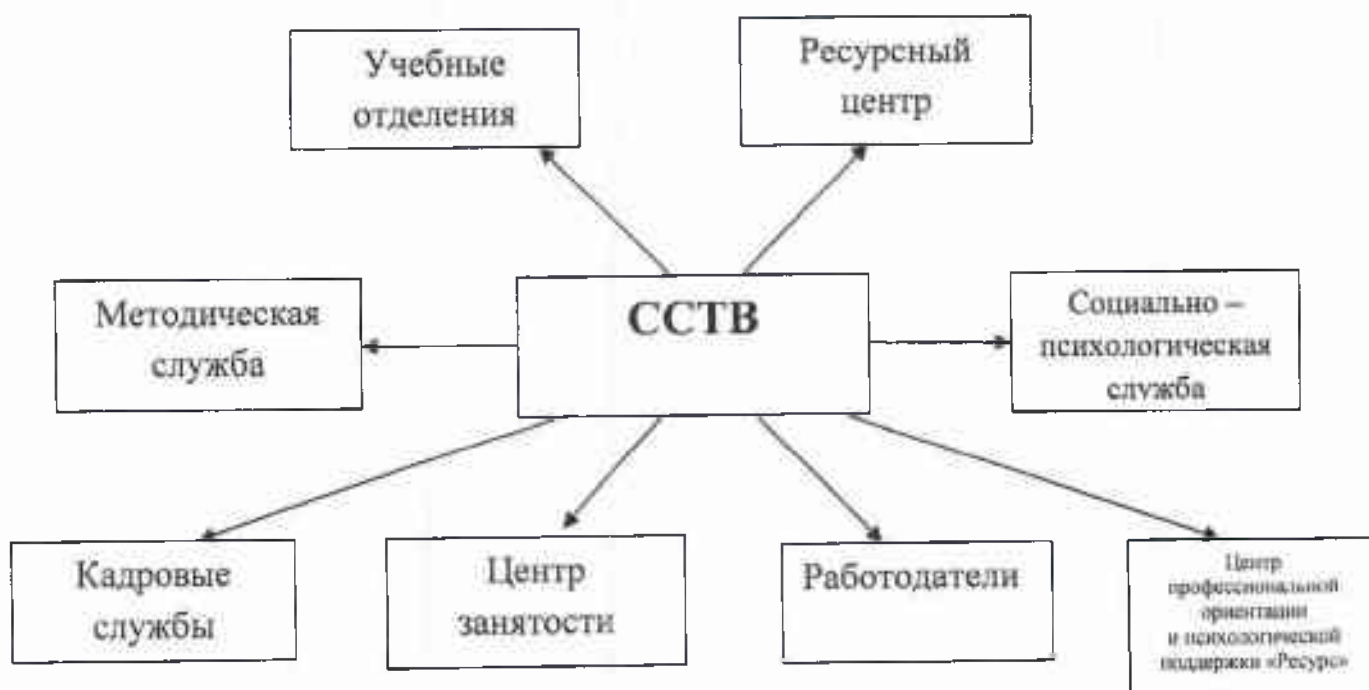 Учебные
отделения
Ресурсный
центр
ССТВ
Методическая
служба
Социально –
психологическая
служба
Кадровые
службы
Центр
занятости
Работодатели
Центр
профессиональной
ориентации
и психологической
поддержки «Ресурс»